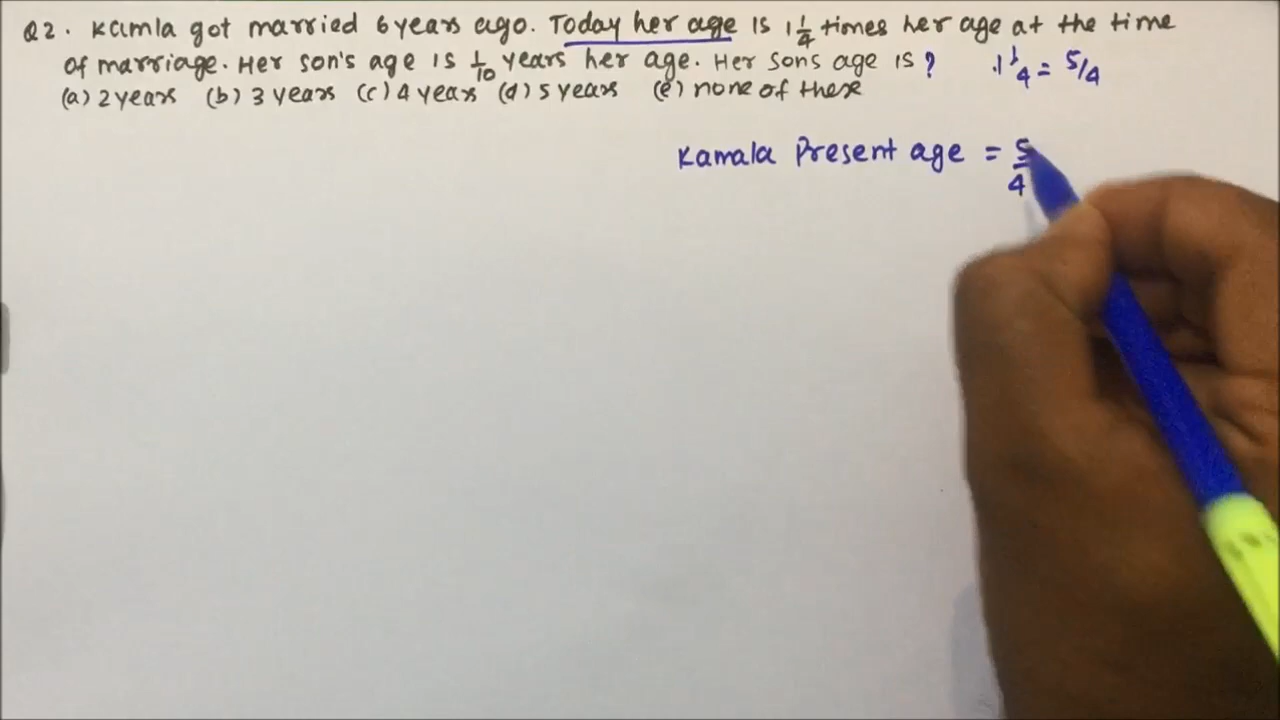 Q2. Kamla got married 6 years ago. Today her age is 1 1/4 times her age at the time
of marriage. Her son's age is 1/10 years her age. Her sons age is ? 1 1/4 = 5/4
(a) 2 years (b) 3 years (c) 4 years (d) 5 years (e) none of these
Kamala Present age = 5/4